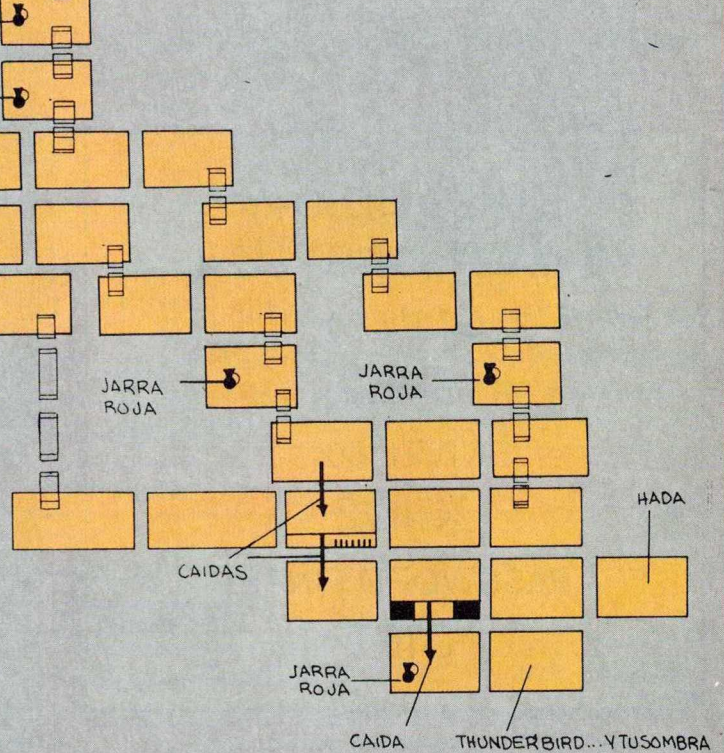 JARRA
ROJA
JARRA
ROJA
HADA
CAIDAS
JARRA
ROJA
CAIDA
THUNDERBIRD...Y TU SOMBRA